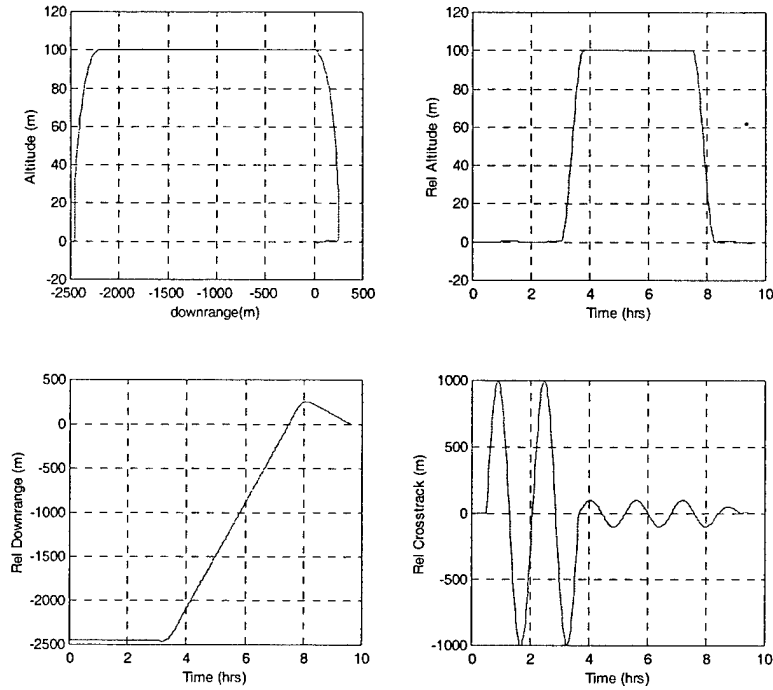 120
100
80
60
40
20
0
-20
Altitude (m)
-2500 -2000 -1500 -1000 -500 0 500
downrange(m)
120
100
80
60
40
20
0
-20
Rel Altitude (m)
0 2 4 6 8 10
Time (hrs)
500
0
-500
-1000
-1500
-2000
-2500
Rel Downrange (m)
0 2 4 6 8 10
Time (hrs)
1000
500
0
-500
-1000
Rel Crosstrack (m)
0 2 4 6 8 10
Time (hrs)